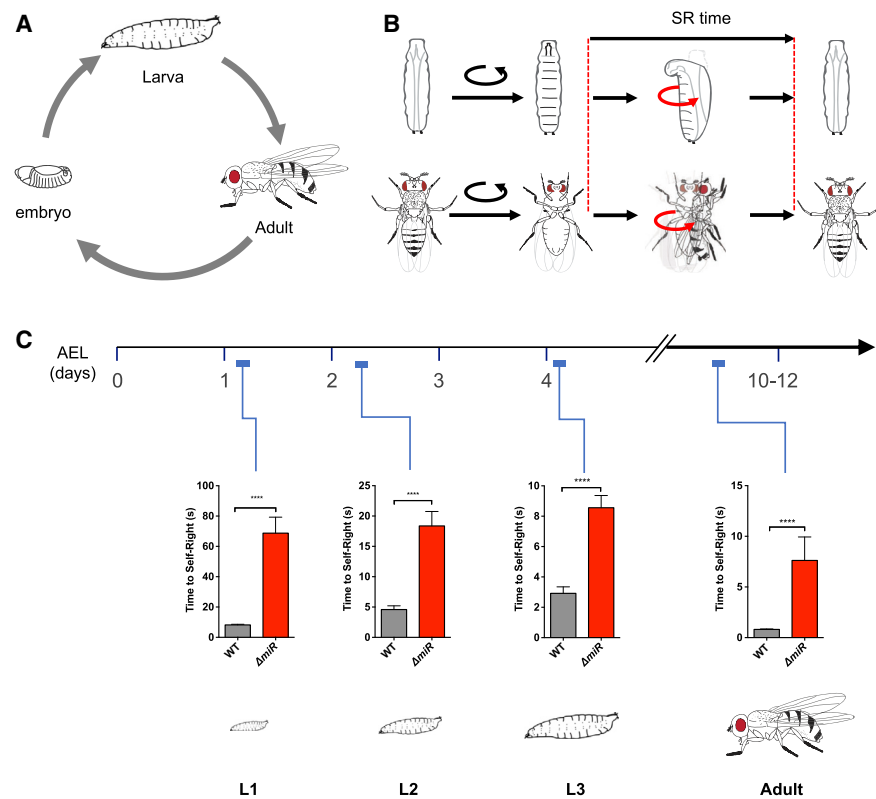 A
Larva
embryo
Adult
B
SR time
C
AEL
(days)
0
1
2
3
4
10-12
Time to Self-Right (s)
100
80
60
40
20
0
****
WT
ΔmiR
Time to Self-Right (s)
25
20
15
10
5
0
****
WT
ΔmiR
Time to Self-Right (s)
10
8
6
4
2
0
****
WT
ΔmiR
Time to Self-Right (s)
15
10
5
0
****
WT
ΔmiR
L1
L2
L3
Adult